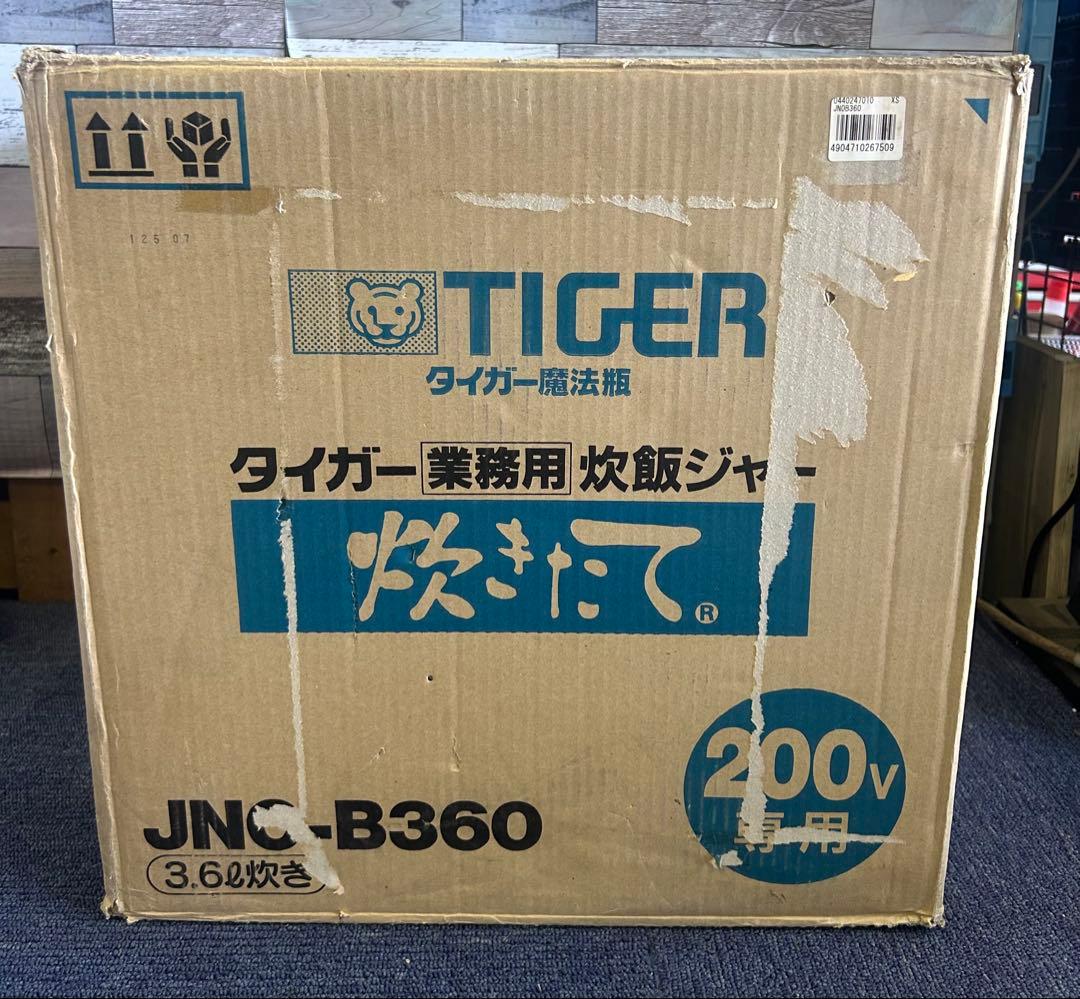 0440247010 XS
JNOB360
4904710267509
125 07
TIGER
タイガー魔法瓶
タイガー業務用炊飯ジャー
炊きたて®
200V
専用
JNO-B360
3.6ℓ炊き